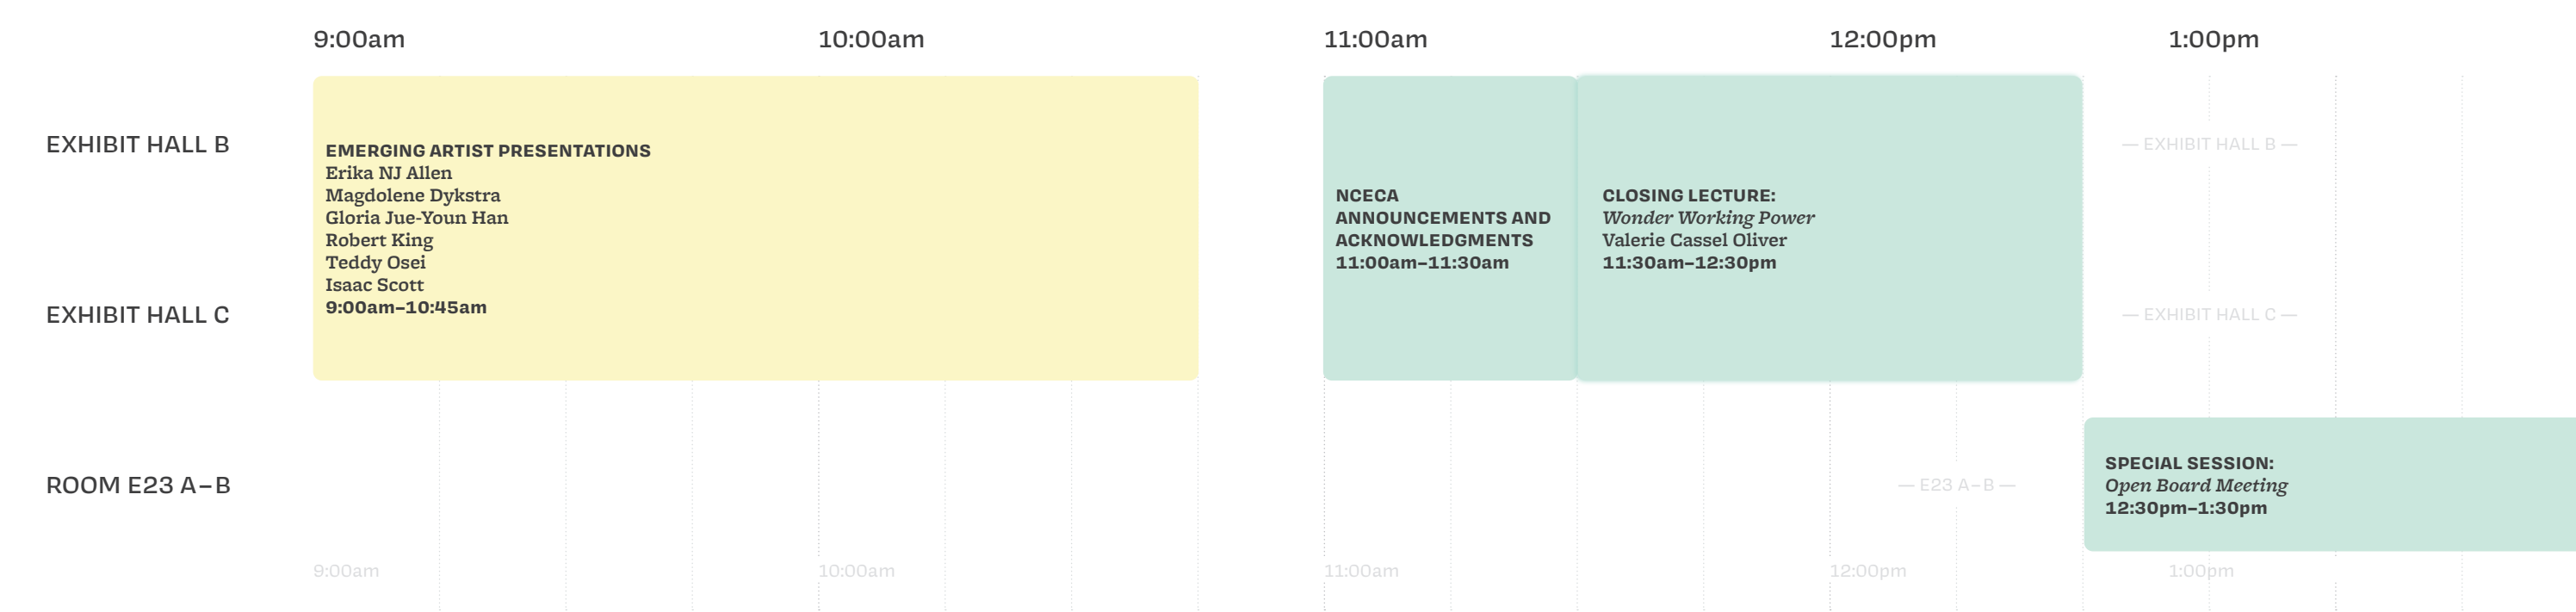 9:00am
10:00am
11:00am
12:00pm
1:00pm
EXHIBIT HALL B
EXHIBIT HALL C
ROOM E23 A–B
EMERGING ARTIST PRESENTATIONS
Erika NJ Allen
Magdolene Dykstra
Gloria Jue-Youn Han
Robert King
Teddy Osei
Isaac Scott
9:00am–10:45am
NCECA
ANNOUNCEMENTS AND
ACKNOWLEDGMENTS
11:00am–11:30am
CLOSING LECTURE:
Wonder Working Power
Valerie Cassel Oliver
11:30am–12:30pm
— EXHIBIT HALL B —
— EXHIBIT HALL C —
— E23 A–B —
SPECIAL SESSION:
Open Board Meeting
12:30pm–1:30pm
9:00am
10:00am
11:00am
12:00pm
1:00pm